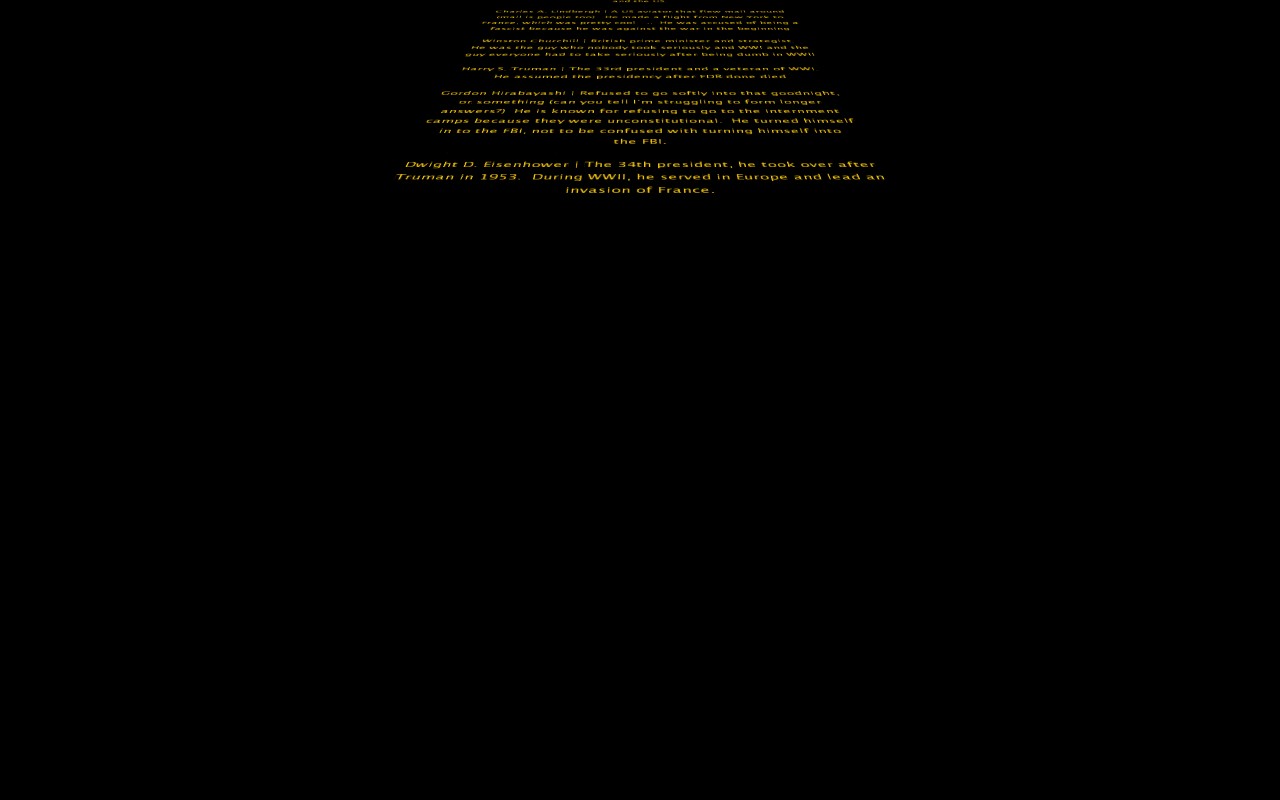 and the US
Charles A. Lindbergh | A US aviator that flew mail around
(mail is people too). He made a flight from New York to
France, which was pretty cool ... He was accused of being a
fascist because he was against the war in the beginning
Winston Churchill | British prime minister and strategist.
He was the guy who nobody took seriously and WWI and the
guy everyone had to take seriously after being dumb in WWII
Harry S. Truman | The 33rd president and a veteran of WWI.
He assumed the presidency after FDR done died
Gordon Hirabayashi | Refused to go softly into that goodnight,
or something (can you tell I'm struggling to form longer
answers?) He is known for refusing to go to the internment
camps because they were unconstitutional. He turned himself
in to the FBI, not to be confused with turning himself into
the FBI.
Dwight D. Eisenhower | The 34th president, he took over after
Truman in 1953. During WWII, he served in Europe and lead an
invasion of France.